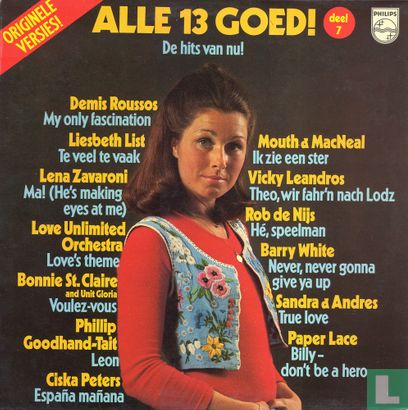 ORIGINELE
VERSIES!
ALLE 13 GOED!
deel
7
PHILIPS
De hits van nu!
Demis Roussos
My only fascination
Liesbeth List
Te veel te vaak
Lena Zavaroni
Ma! (He's making
eyes at me)
Love Unlimited
Orchestra
Love's theme
Bonnie St. Claire
and Unit Gloria
Voulez-vous
Phillip
Goodhand-Tait
Leon
Ciska Peters
España mañana
Mouth & MacNeal
Ik zie een ster
Vicky Leandros
Theo, wir fahr'n nach Lodz
Rob de Nijs
Hé, speelman
Barry White
Never, never gonna
give ya up
Sandra & Andres
True love
Paper Lace
Billy-
don't be a hero
catawiki